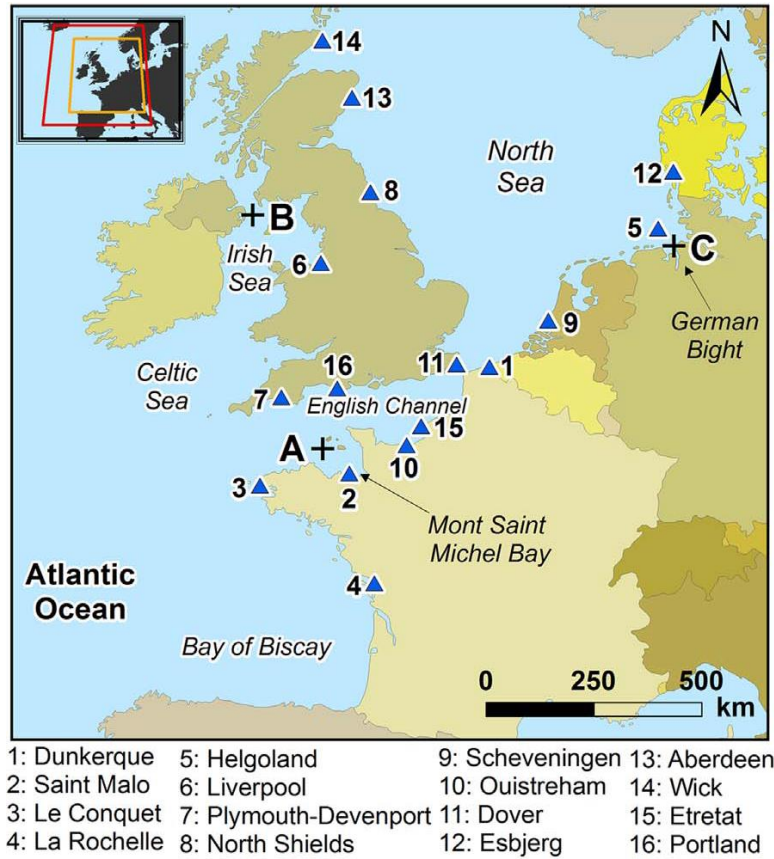 N
14
13
North
Sea
12
8
B
5
C
Irish
Sea
6
9
German
Bight
Celtic
Sea
16
11
1
7
English Channel
15
A
10
3
2
Mont Saint
Michel Bay
Atlantic
Ocean
4
Bay of Biscay
0 250 500
km
1: Dunkerque 5: Helgoland 9: Scheveningen 13: Aberdeen
2: Saint Malo 6: Liverpool 10: Ouistreham 14: Wick
3: Le Conquet 7: Plymouth-Devenport 11: Dover 15: Etretat
4: La Rochelle 8: North Shields 12: Esbjerg 16: Portland